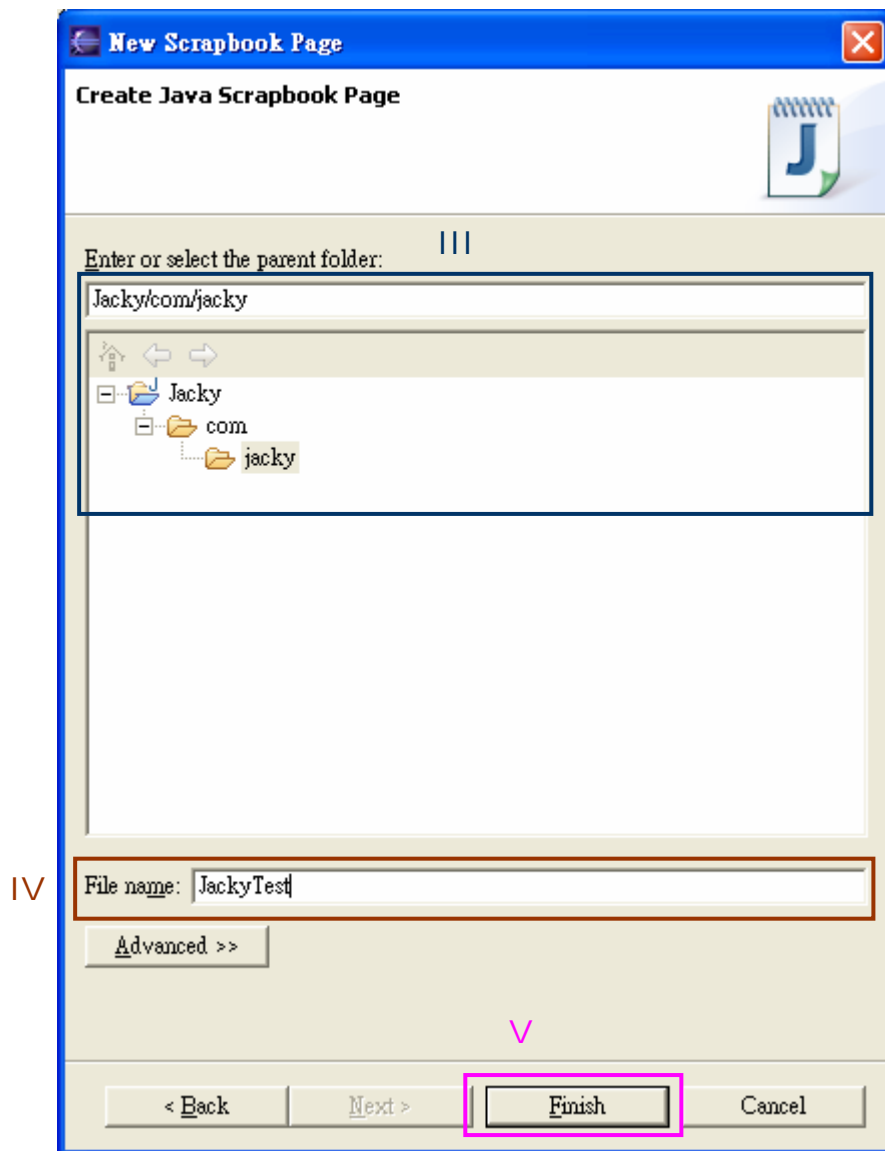 New Scrapbook Page
Create Java Scrapbook Page
J
III
Enter or select the parent folder:
Jacky/com/jacky
Jacky
com
jacky
IV
File name: JackyTest
Advanced >>
V
< Back Next > Finish Cancel